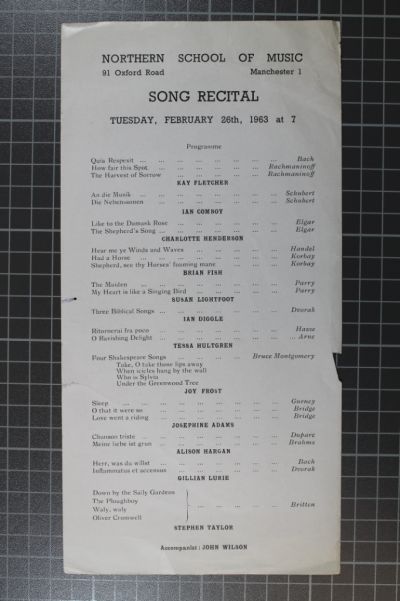 NORTHERN SCHOOL OF MUSIC
91 Oxford Road Manchester 1
SONG RECITAL
TUESDAY, FEBRUARY 26th, 1963 at 7
Programme
Quia Respexit ... Bach
How fair this Spot ... Rachmaninoff
The Harvest of Sorrow ... Rachmaninoff
KAY FLETCHER
An die Musik ... Schubert
Die Nebensonnen ... Schubert
IAN COMBOY
Like to the Damask Rose ... Elgar
The Shepherd's Song ... Elgar
CHARLOTTE HENDERSON
Hear me ye Winds and Waves ... Handel
Had a Horse ... Korbay
Shepherd, see thy Horses' foaming mane ... Korbay
BRIAN FISH
The Maiden ... Parry
My Heart is like a Singing Bird ... Parry
SUSAN LIGHTFOOT
Three Biblical Songs ... Dvorak
IAN DIGGLE
Ritornerai fra poco ... Hasse
O Ravishing Delight ... Arne
TESSA HULTGREN
Four Shakespeare Songs ... Bruce Montgomery
Take, O take those lips away
When icicles hang by the wall
Who is Sylvia
Under the Greenwood Tree
JOY FROST
Sleep ... Gurney
O that it were so ... Bridge
Love went a riding ... Bridge
JOSEPHINE ADAMS
Chanson triste ... Duparc
Meine liebe ist grun ... Brahms
ALISON HARGAN
Herr, was du willst ... Bach
Inflammatus et accensus ... Dvorak
GILLIAN LURIE
Down by the Sally Gardens
The Ploughboy
Waly, waly ... Britten
Oliver Cromwell
STEPHEN TAYLOR
Accompanist: JOHN WILSON